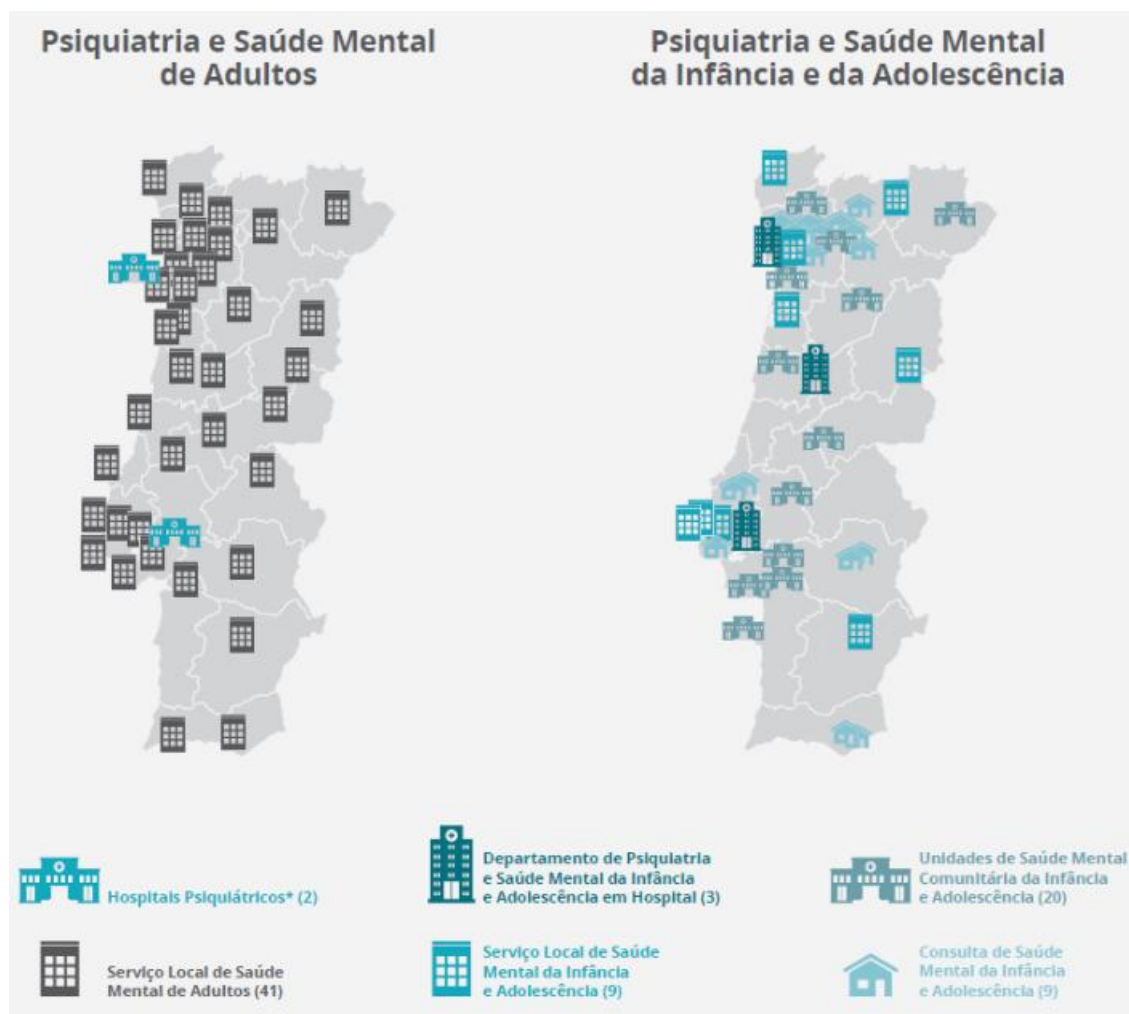 Psiquiatria e Saúde Mental
de Adultos
Psiquiatria e Saúde Mental
da Infância e da Adolescência
Hospitais Psiquiátricos* (2)
Serviço Local de Saúde
Mental de Adultos (41)
Departamento de Psiquiatria
e Saúde Mental da Infância
e Adolescência em Hospital (3)
Serviço Local de Saúde
Mental da Infância
e Adolescência (9)
Unidades de Saúde Mental
Comunitária da Infância
e Adolescência (20)
Consulta de Saúde
Mental da Infância
e Adolescência (9)